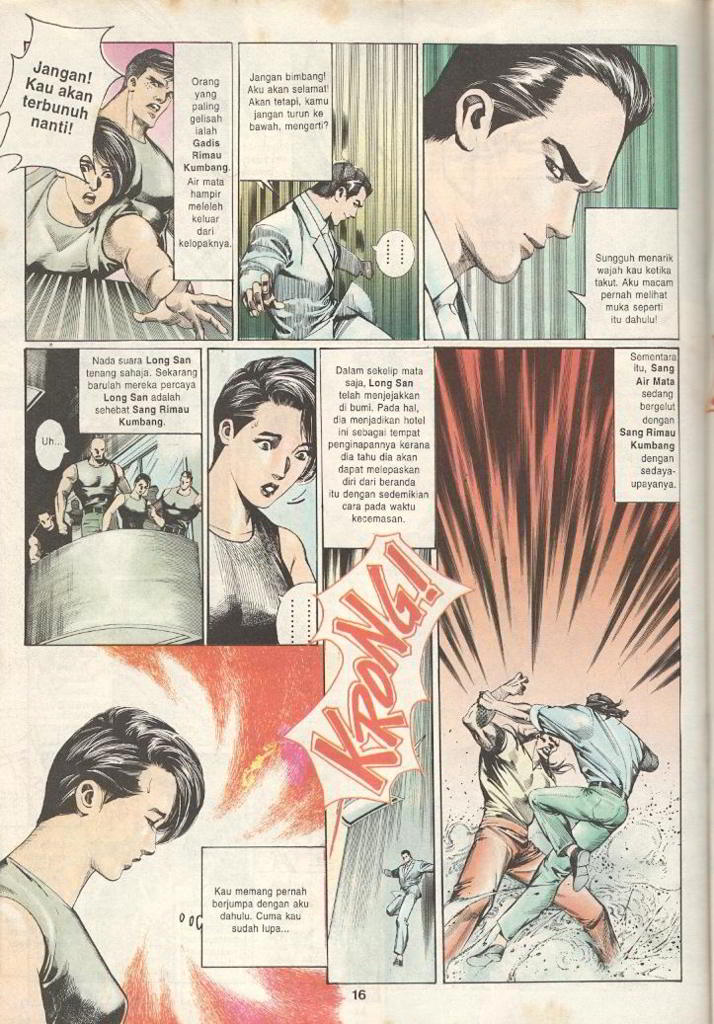 Jangan!
Kau akan
terbunuh
nanti!
Orang
yang
paling
gelisah
ialah
Gadis
Rimau
Kumbang.
Air mata
hampir
meleleh
keluar
dari
kelopaknya.
Jangan bimbang!
Aku akan selamat!
Akan tetapi, kamu
jangan turun ke
bawah, mengerti?
Sungguh menarik
wajah kau ketika
takut. Aku macam
pernah melihat
muka seperti
itu dahulu!
Nada suara Long San
tenang sahaja. Sekarang
barulah mereka percaya
Long San adalah
sehebat Sang Rimau
Kumbang.
Uh...
Dalam sekelip mata
saja, Long San
telah menjejakkan
di bumi. Pada hal,
dia menjadikan hotel
ini sebagai tempat
penginapannya kerana
dia tahu dia akan
dapat melepaskan
diri dari beranda
itu dengan sedemikian
cara pada waktu
kecemasan.
Sementara
itu, Sang
Air Mata
sedang
bergelut
dengan
Sang Rimau
Kumbang
dengan
sedaya-
upayanya.
KRONG!
Kau memang pernah
berjumpa dengan aku
dahulu. Cuma kau
sudah lupa...
16